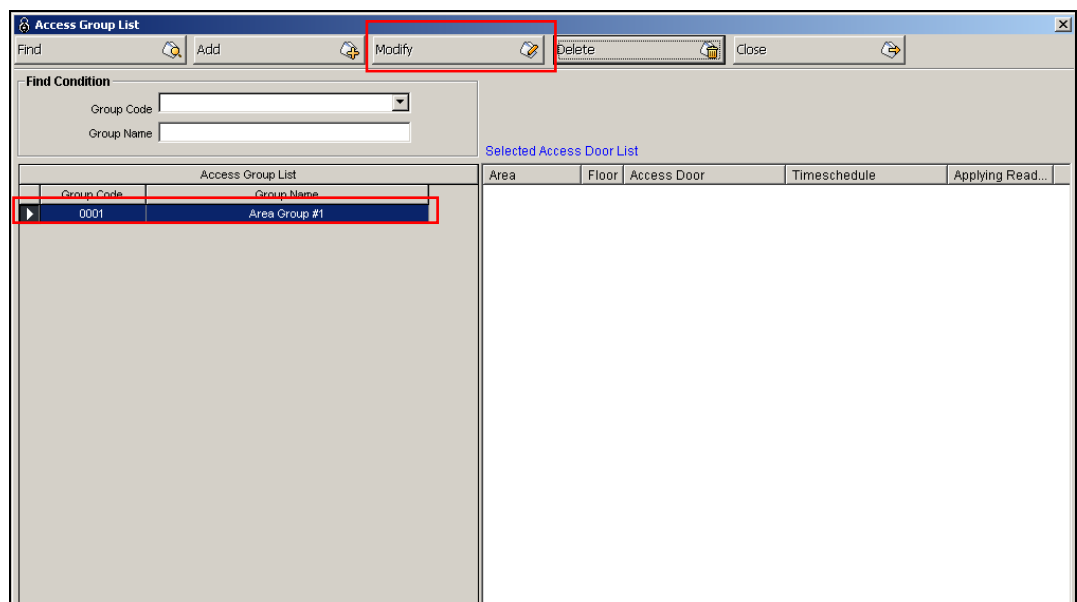 Access Group List
Find Add Modify Delete Close
Find Condition
Group Code
Group Name
Selected Access Door List
Access Group List
Group Code Group Name
0001 Area Group #1
Area Floor Access Door Timeschedule Applying Read...